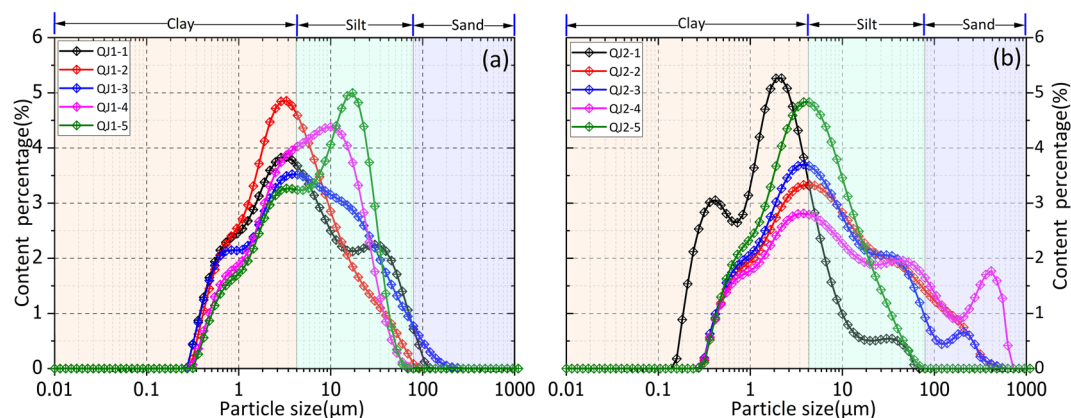 Clay Silt Sand
(a)
QJ1-1
QJ1-2
QJ1-3
QJ1-4
QJ1-5
Content percentage(%)
6
5
4
3
2
1
0
0.01 0.1 1 10 100 1000
Particle size(μm)
Clay Silt Sand
(b)
QJ2-1
QJ2-2
QJ2-3
QJ2-4
QJ2-5
6
5
4
3
2
1
0
Content percentage(%)
0.01 0.1 1 10 100 1000
Particle size(μm)